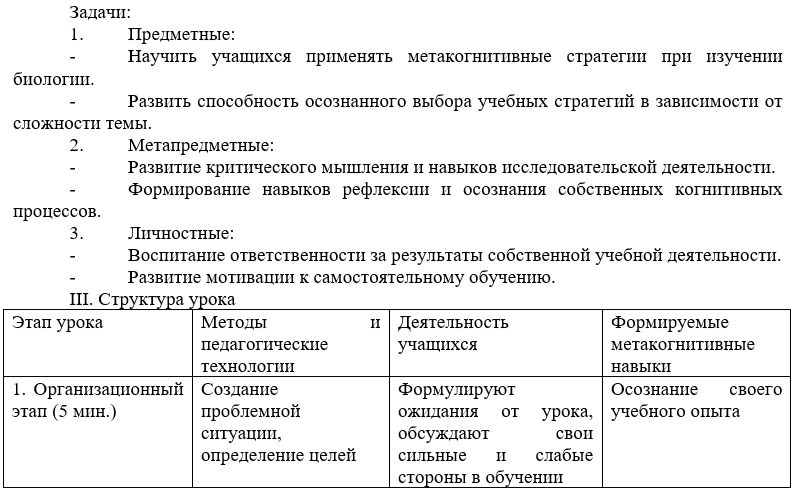 Задачи:
1. Предметные:
- Научить учащихся применять метакогнитивные стратегии при изучении
биологии.
- Развить способность осознанного выбора учебных стратегий в зависимости от
сложности темы.
2. Метапредметные:
- Развитие критического мышления и навыков исследовательской деятельности.
- Формирование навыков рефлексии и осознания собственных когнитивных
процессов.
3. Личностные:
- Воспитание ответственности за результаты собственной учебной деятельности.
- Развитие мотивации к самостоятельному обучению.
III. Структура урока
Этап урока
Методы и
педагогические
технологии
Деятельность
учащихся
Формируемые
метакогнитивные
навыки
1. Организационный
этап (5 мин.)
Создание
проблемной
ситуации,
определение целей
Формулируют
ожидания от урока,
обсуждают свои
сильные и слабые
стороны в обучении
Осознание своего
учебного опыта